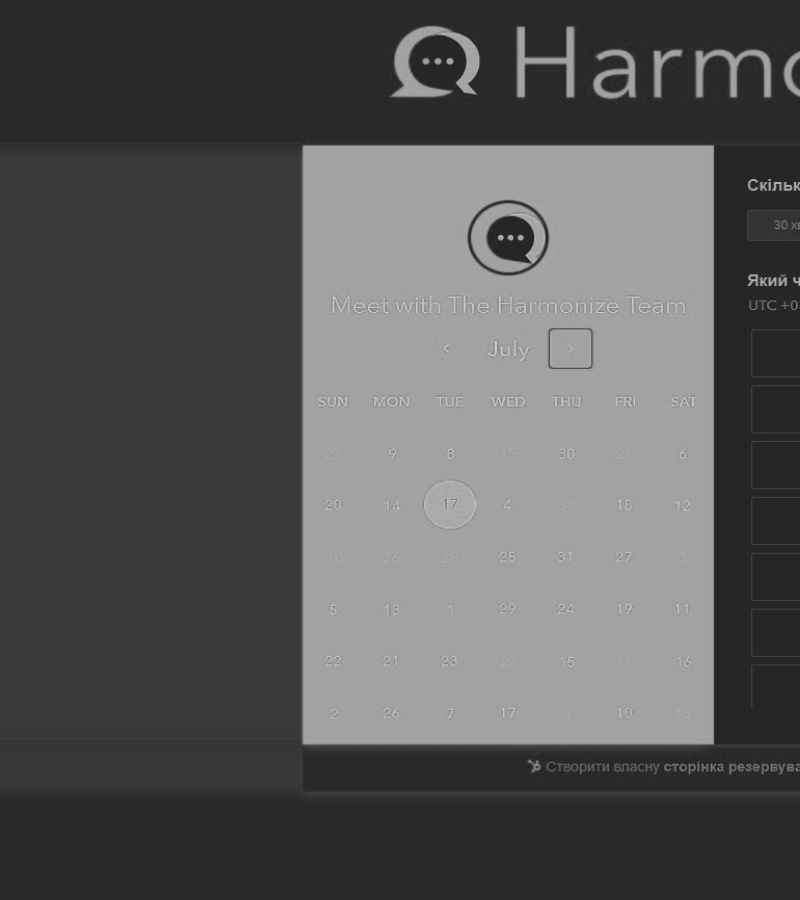 Harmo
Meet with The Harmonize Team
< July >
SUN MON TUE WED THU FRI SAT
27 9 8 15 30 21 6
20 14 17 4 30 18 12
10 26 28 25 31 27 3
5 13 1 29 24 19 11
22 21 23 22 15 11 16
2 26 7 17 3 10 13
Скільк
30 хв
Який ч
UTC +0
Створити власну сторінка резервува